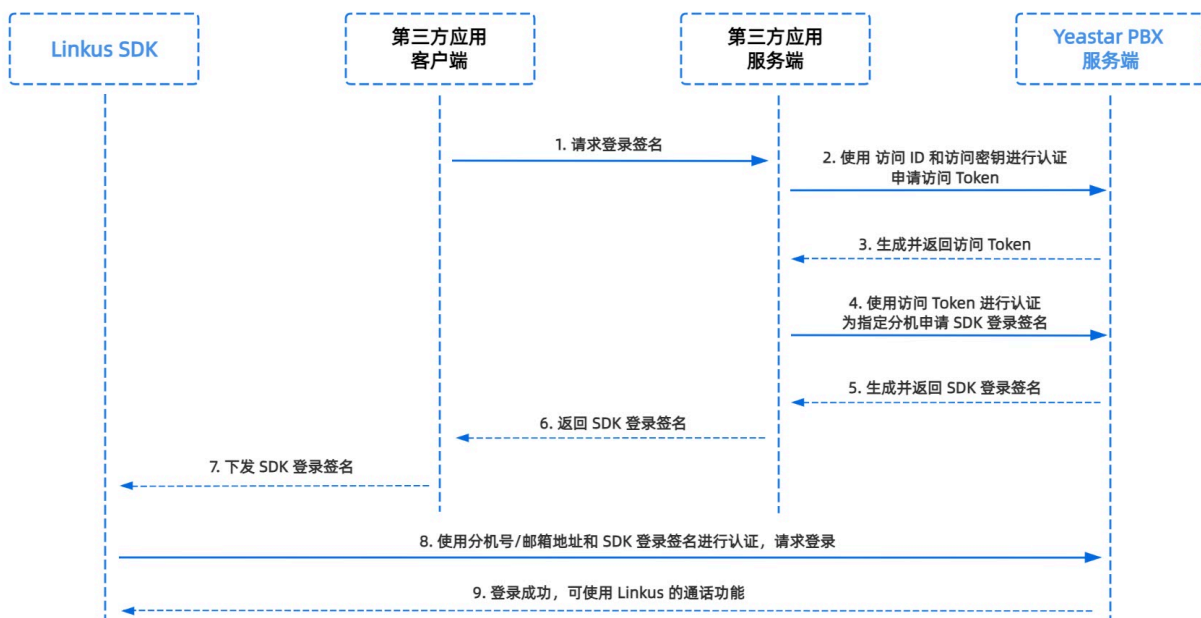 Linkus SDK
第三方应用
客户端
第三方应用
服务端
Yeastar PBX
服务端
1. 请求登录签名
2. 使用 访问 ID 和访问密钥进行认证
申请访问 Token
3. 生成并返回访问 Token
4. 使用访问 Token 进行认证
为指定分机申请 SDK 登录签名
5. 生成并返回 SDK 登录签名
6. 返回 SDK 登录签名
7. 下发 SDK 登录签名
8. 使用分机号/邮箱地址和 SDK 登录签名进行认证，请求登录
9. 登录成功，可使用 Linkus 的通话功能